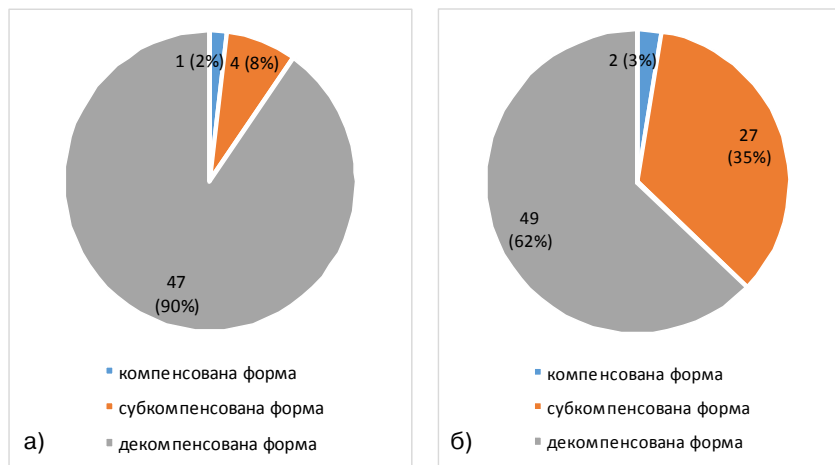 1 (2%)
4 (8%)
47
(90%)
компенсована форма
субкомпенсована форма
декомпенсована форма
а)
2 (3%)
27
(35%)
49
(62%)
компенсована форма
субкомпенсована форма
декомпенсована форма
б)